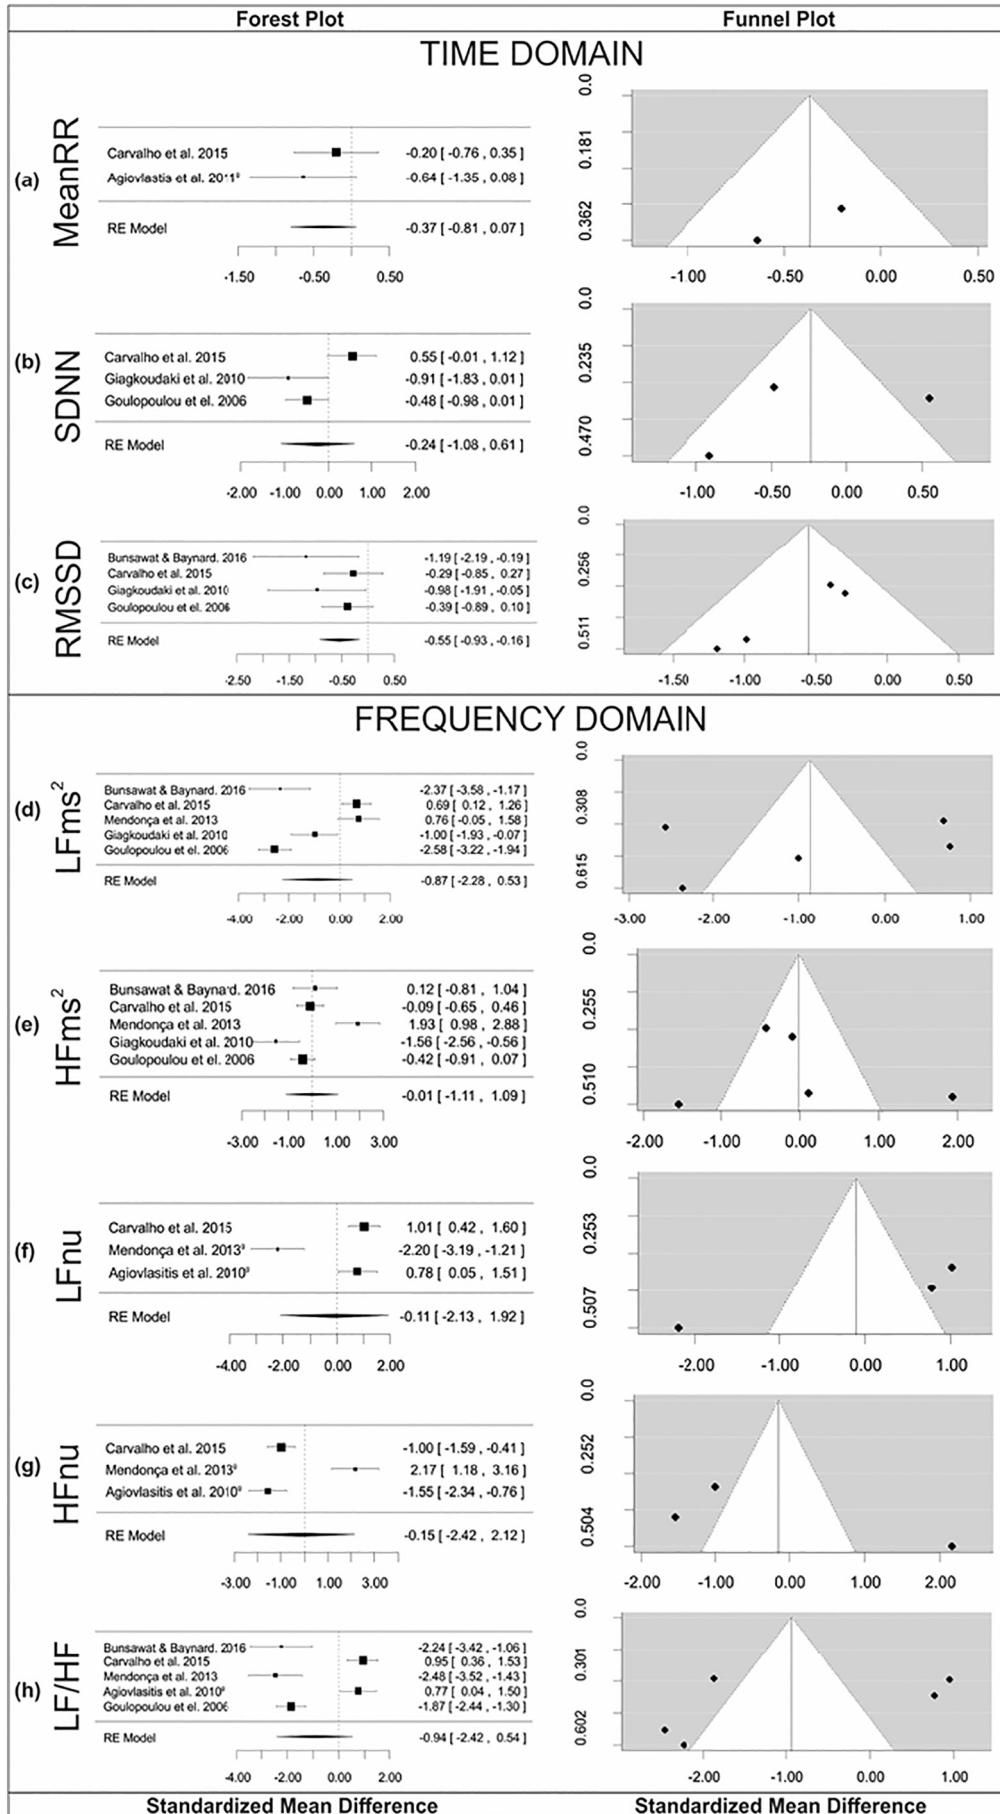 Forest Plot Funnel Plot
TIME DOMAIN
(a) MeanRR
Carvalho et al. 2015 -0.20 [ -0.76 , 0.35 ]
Agiovlastis et al. 2011⁹ -0.64 [ -1.35 , 0.08 ]
RE Model -0.37 [ -0.81 , 0.07 ]
-1.50 -0.50 0.50
0.0 0.181 0.362
-1.00 -0.50 0.00 0.50
(b) SDNN
Carvalho et al. 2015 0.55 [ -0.01 , 1.12 ]
Giagkoudaki et al. 2010 -0.91 [ -1.83 , 0.01 ]
Goulopoulou et el. 2006 -0.48 [ -0.98 , 0.01 ]
RE Model -0.24 [ -1.08 , 0.61 ]
-2.00 -1.00 0.00 1.00 2.00
0.0 0.235 0.470
-1.00 -0.50 0.00 0.50
(c) RMSSD
Bunsawat & Baynard. 2016 -1.19 [ -2.19 , -0.19 ]
Carvalho et al. 2015 -0.29 [ -0.85 , 0.27 ]
Giagkoudaki et al. 2010 -0.98 [ -1.91 , -0.05 ]
Goulopoulou et el. 2006 -0.39 [ -0.89 , 0.10 ]
RE Model -0.55 [ -0.93 , -0.16 ]
-2.50 -1.50 -0.50 0.50
0.0 0.256 0.511
-1.50 -1.00 -0.40 0.00 0.50
FREQUENCY DOMAIN
(d) LFms²
Bunsawat & Baynard. 2016 -2.37 [ -3.58 , -1.17 ]
Carvalho et al. 2015 0.69 [ 0.12 , 1.26 ]
Mendonça et al. 2013 0.76 [ -0.05 , 1.58 ]
Giagkoudaki et al. 2010 -1.00 [ -1.93 , -0.07 ]
Goulopoulou et el. 2006 -2.58 [ -3.22 , -1.94 ]
RE Model -0.87 [ -2.28 , 0.53 ]
-4.00 -2.00 0.00 2.00
0.0 0.308 0.615
-3.00 -2.00 -1.00 0.00 1.00
(e) HFms²
Bunsawat & Baynard. 2016 0.12 [ -0.81 , 1.04 ]
Carvalho et al. 2015 -0.09 [ -0.65 , 0.46 ]
Mendonça et al. 2013 1.93 [ 0.98 , 2.88 ]
Giagkoudaki et al. 2010 -1.56 [ -2.56 , -0.56 ]
Goulopoulou et el. 2006 -0.42 [ -0.91 , 0.07 ]
RE Model -0.01 [ -1.11 , 1.09 ]
-3.00 -1.00 1.00 3.00
0.0 0.255 0.510
-2.00 -1.00 0.00 1.00 2.00
(f) LFnu
Carvalho et al. 2015 1.01 [ 0.42 , 1.60 ]
Mendonça et al. 2013⁹ -2.20 [ -3.19 , -1.21 ]
Agiovlasitis et al. 2010⁹ 0.78 [ 0.05 , 1.51 ]
RE Model -0.11 [ -2.13 , 1.92 ]
-4.00 -2.00 0.00 2.00
0.0 0.253 0.507
-2.00 -1.00 0.00 1.00
(g) HFnu
Carvalho et al. 2015 -1.00 [ -1.59 , -0.41 ]
Mendonça et al. 2013⁹ 2.17 [ 1.18 , 3.16 ]
Agiovlasitis et al. 2010⁹ -1.55 [ -2.34 , -0.76 ]
RE Model -0.15 [ -2.42 , 2.12 ]
-3.00 -1.00 1.00 3.00
0.0 0.252 0.504
-2.00 -1.00 0.00 1.00 2.00
(h) LF/HF
Bunsawat & Baynard. 2016 -2.24 [ -3.42 , -1.06 ]
Carvalho et al. 2015 0.95 [ 0.36 , 1.53 ]
Mendonça et al. 2013 -2.48 [ -3.52 , -1.43 ]
Agiovlasitis et al. 2010⁹ 0.77 [ 0.04 , 1.50 ]
Goulopoulou et el. 2006 -1.87 [ -2.44 , -1.30 ]
RE Model -0.94 [ -2.42 , 0.54 ]
-4.00 -2.00 0.00 2.00
0.0 0.301 0.602
-2.00 -1.00 0.00 1.00
Standardized Mean Difference Standardized Mean Difference